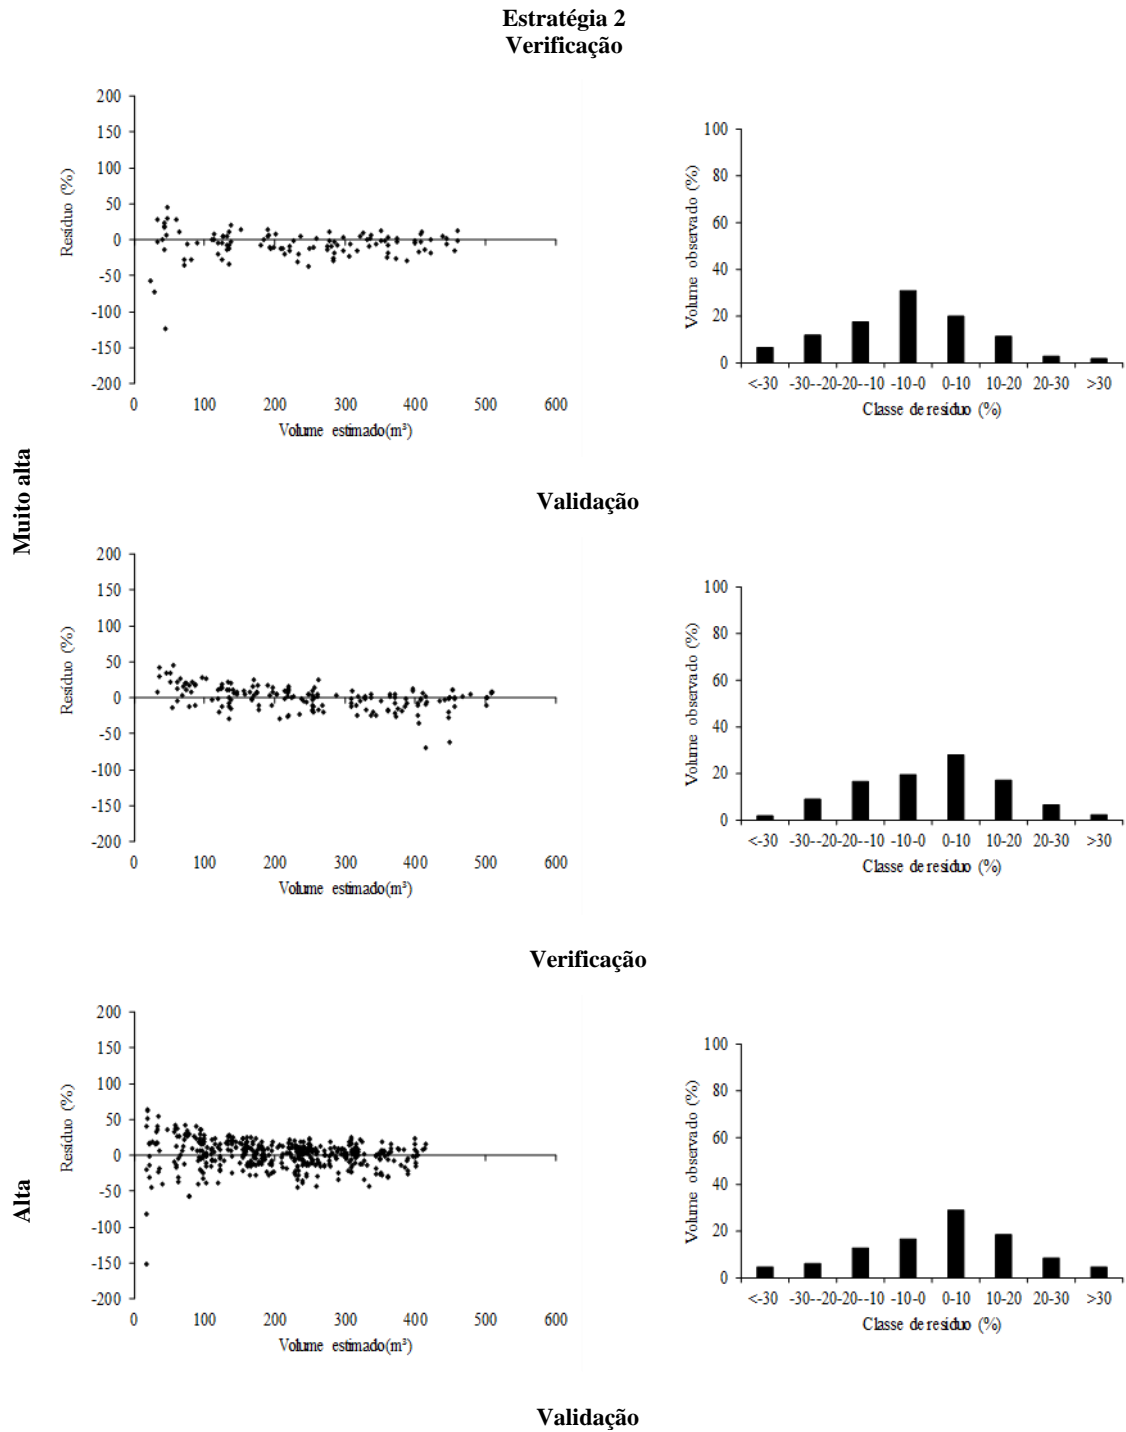 Estratégia 2
Verificação
Muito alta
Resíduo (%)
200
150
100
50
0
-50
-100
-150
-200
0 100 200 300 400 500 600
Volume estimado(m³)
Volume observado (%)
100
80
60
40
20
0
<-30 -30--20-20--10 -10-0 0-10 10-20 20-30 >30
Classe de resíduo (%)
Validação
Resíduo (%)
200
150
100
50
0
-50
-100
-150
-200
0 100 200 300 400 500 600
Volume estimado(m³)
Volume observado (%)
100
80
60
40
20
0
<-30 -30--20-20--10 -10-0 0-10 10-20 20-30 >30
Classe de resíduo (%)
Verificação
Alta
Resíduo (%)
200
150
100
50
0
-50
-100
-150
-200
0 100 200 300 400 500 600
Volume estimado(m³)
Volume observado (%)
100
80
60
40
20
0
<-30 -30--20-20--10 -10-0 0-10 10-20 20-30 >30
Classe de resíduo (%)
Validação